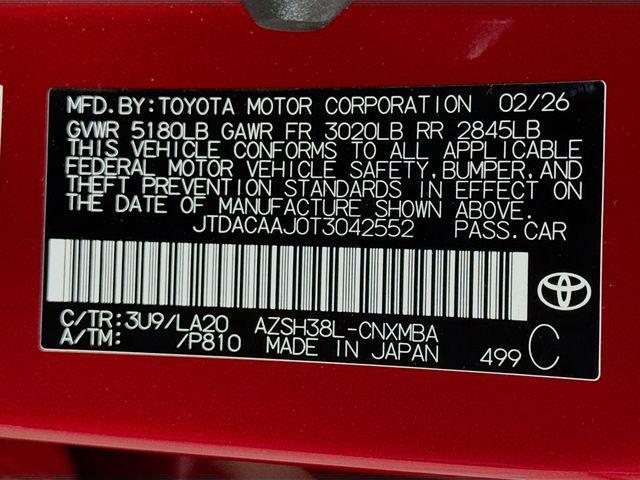 MFD.BY:TOYOTA MOTOR CORPORATION 02/26
GVWR 5180LB GAWR FR 3020LB RR 2845LB
THIS VEHICLE CONFORMS TO ALL APPLICABLE
FEDERAL MOTOR VEHICLE SAFETY,BUMPER,AND
THEFT PREVENTION STANDARDS IN EFFECT ON
THE DATE OF MANUFACTURE SHOWN ABOVE.
JTDACAAJ0T3042552 PASS.CAR
C/TR:3U9/LA20 AZSH38L-CNXMBA
A/TM: /P810 MADE IN JAPAN 499 C